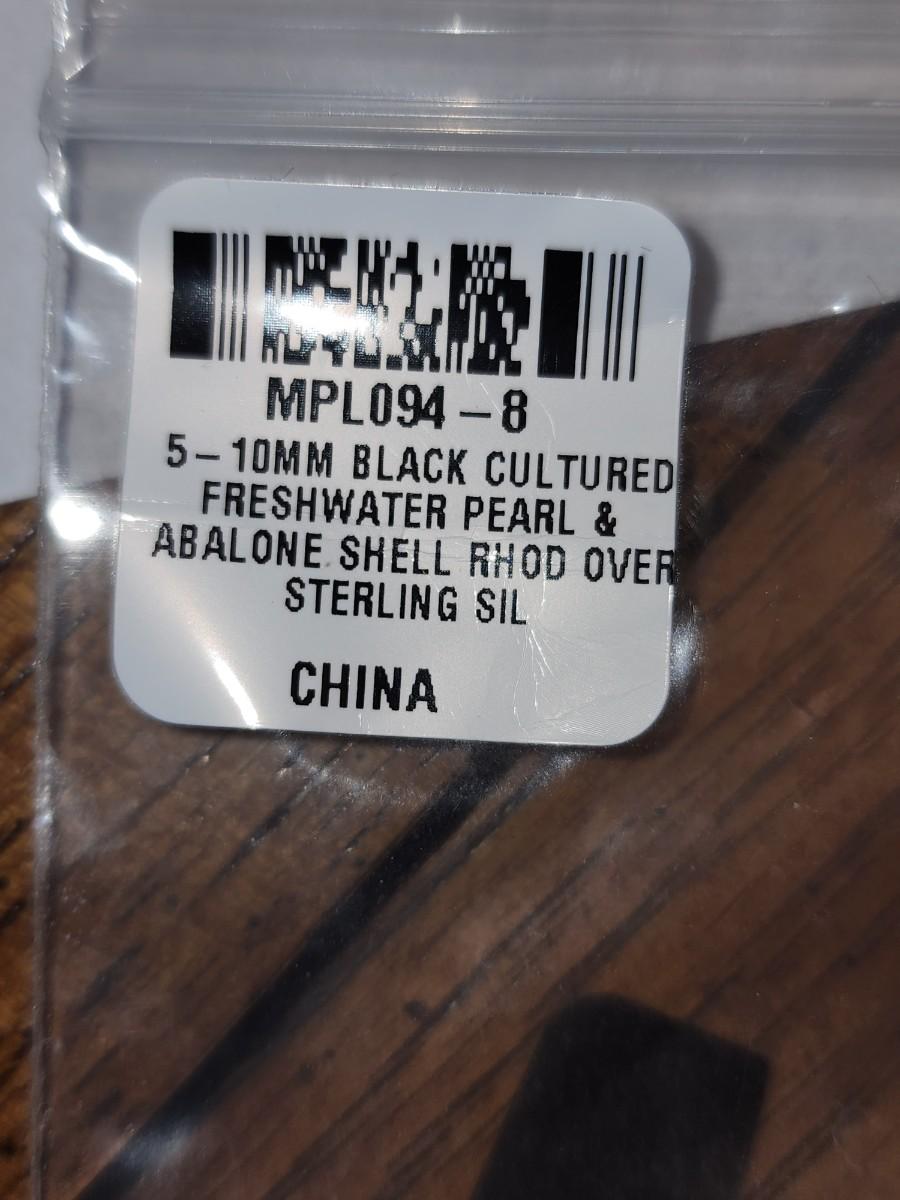 MPL094-8
5-10MM BLACK CULTURED
FRESHWATER PEARL &
ABALONE SHELL RHOD OVER
STERLING SIL
CHINA